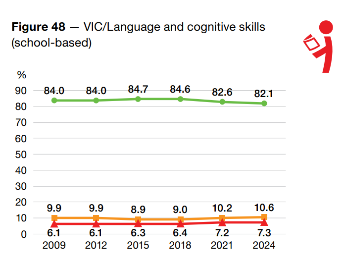 Figure 48 — VIC/Language and cognitive skills
(school-based)
%
90
80
70
60
50
40
30
20
10
0
84.0 84.0 84.7 84.6 82.6 82.1
9.9 9.9 8.9 9.0 10.2 10.6
6.1 6.1 6.3 6.4 7.2 7.3
2009 2012 2015 2018 2021 2024